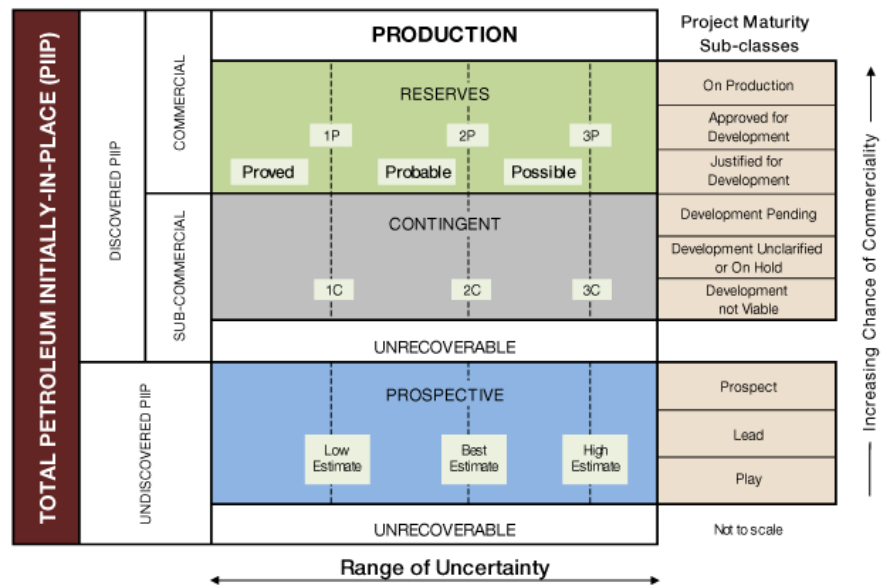 TOTAL PETROLEUM INITIALLY-IN-PLACE (PIIP)
DISCOVERED PIIP
UNDISCOVERED PIIP
COMMERCIAL
SUB-COMMERCIAL
PRODUCTION
RESERVES
1P
2P
3P
Proved
Probable
Possible
CONTINGENT
1C
2C
3C
UNRECOVERABLE
PROSPECTIVE
Low
Estimate
Best
Estimate
High
Estimate
UNRECOVERABLE
Range of Uncertainty
Project Maturity
Sub-classes
On Production
Approved for
Development
Justified for
Development
Development Pending
Development Unclarified
or On Hold
Development
not Viable
Prospect
Lead
Play
Not to scale
Increasing Chance of Commerciality